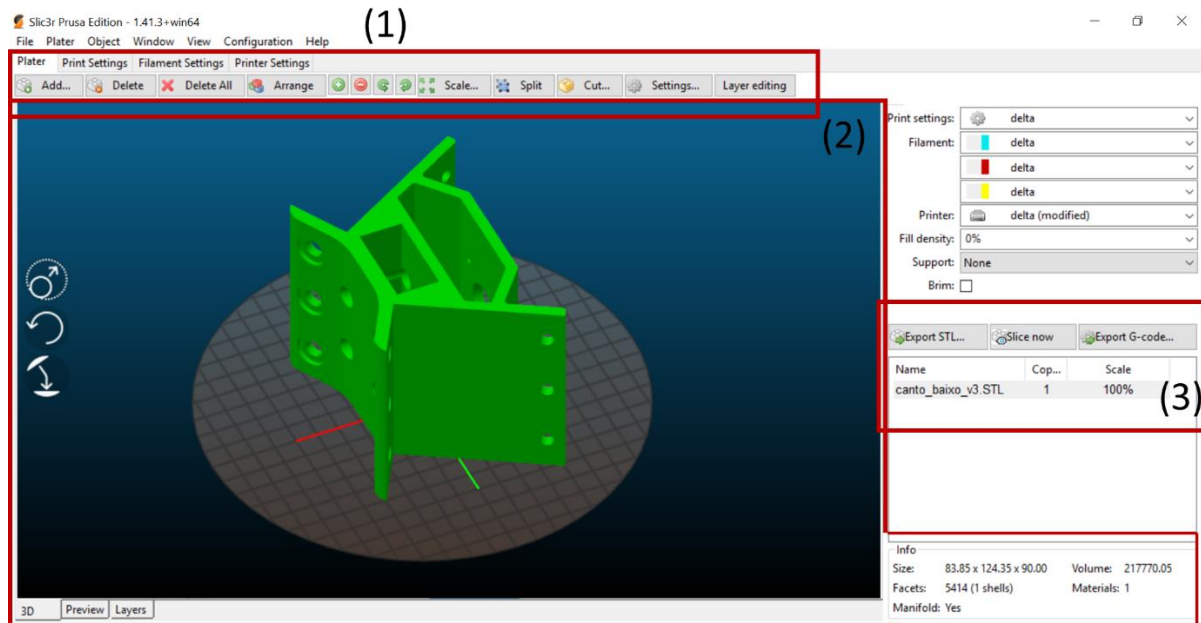 Slic3r Prusa Edition - 1.41.3+win64
(1)
File Plater Object Window View Configuration Help
Plater Print Settings Filament Settings Printer Settings
Add... Delete Delete All Arrange Scale... Split Cut... Settings... Layer editing
(2)
Print settings: delta
Filament: delta
delta
delta
Printer: delta (modified)
Fill density: 0%
Support: None
Brim:
Export STL... Slice now Export G-code...
Name Cop... Scale
canto_baixo_v3.STL 1 100%
(3)
Info
Size: 83.85 x 124.35 x 90.00 Volume: 217770.05
Facets: 5414 (1 shells) Materials: 1
Manifold: Yes
3D Preview Layers